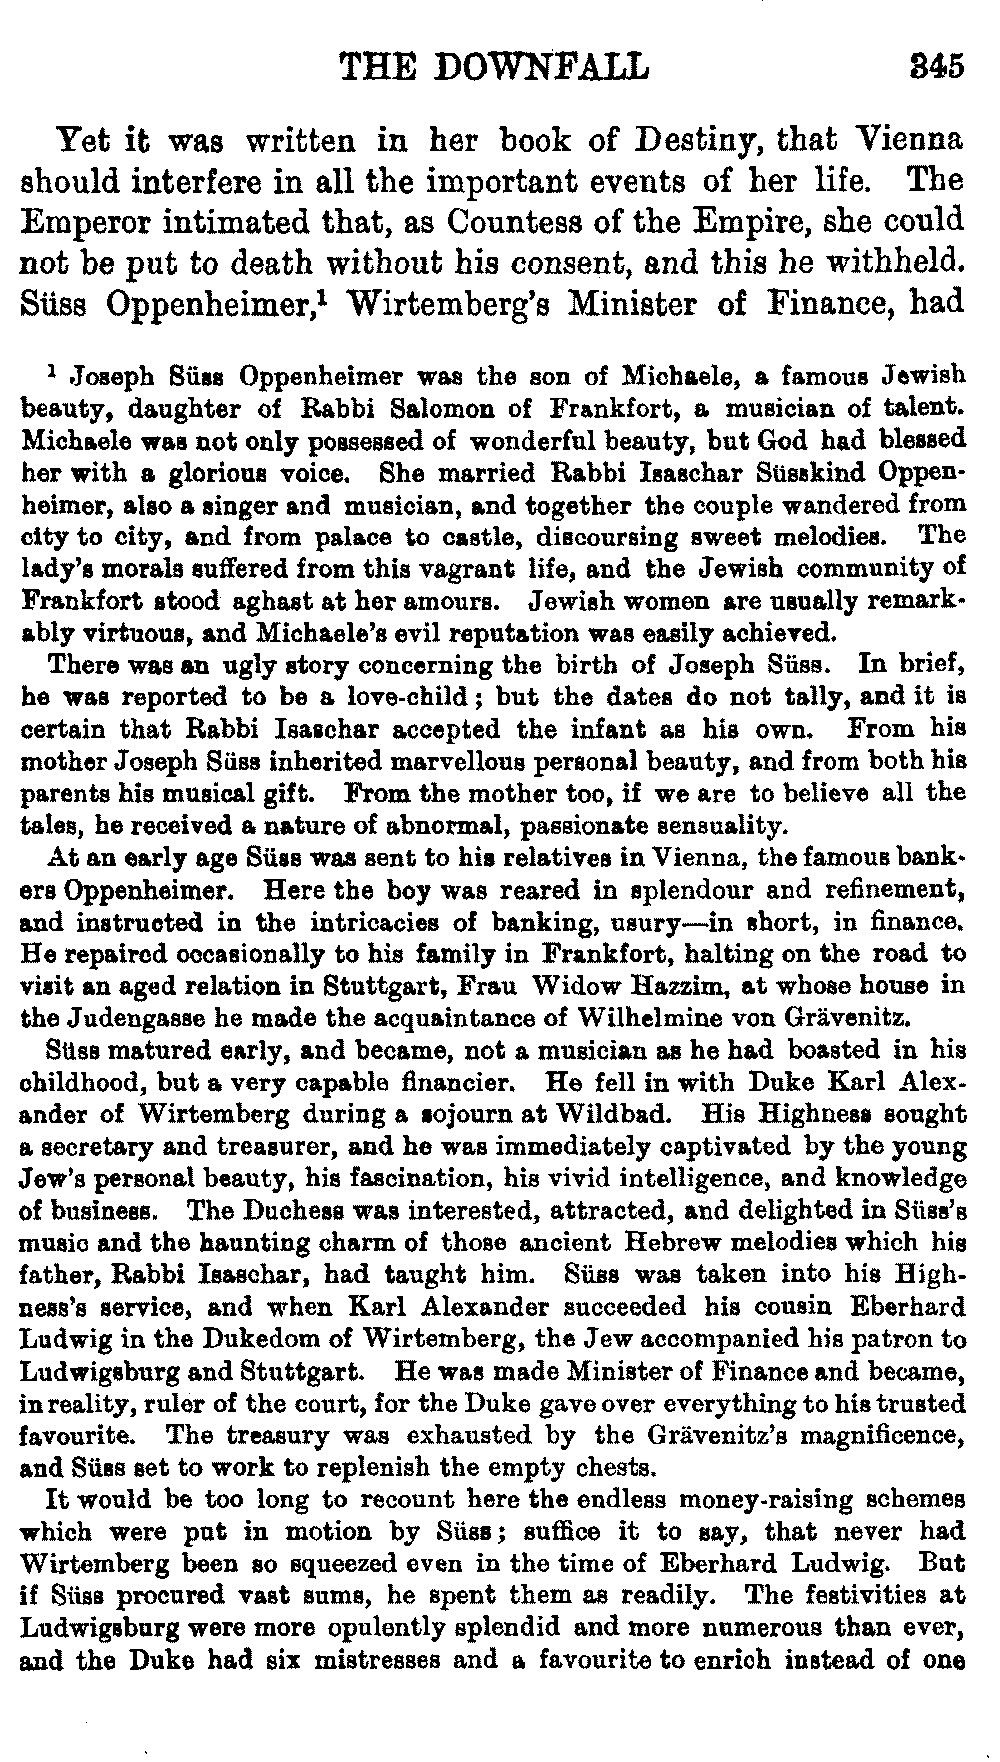 THE DOWNFALL 345
Yet it was written in her book of Destiny, that Vienna
should interfere in all the important events of her life. The
Emperor intimated that, as Countess of the Empire, she could
not be put to death without his consent, and this he withheld.
Süss Oppenheimer,¹ Wirtemberg's Minister of Finance, had
¹ Joseph Süss Oppenheimer was the son of Michaele, a famous Jewish
beauty, daughter of Rabbi Salomon of Frankfort, a musician of talent.
Michaele was not only possessed of wonderful beauty, but God had blessed
her with a glorious voice. She married Rabbi Isaschar Süsskind Oppen-
heimer, also a singer and musician, and together the couple wandered from
city to city, and from palace to castle, discoursing sweet melodies. The
lady's morals suffered from this vagrant life, and the Jewish community of
Frankfort stood aghast at her amours. Jewish women are usually remark-
ably virtuous, and Michaele's evil reputation was easily achieved.
There was an ugly story concerning the birth of Joseph Süss. In brief,
he was reported to be a love-child; but the dates do not tally, and it is
certain that Rabbi Isaschar accepted the infant as his own. From his
mother Joseph Süss inherited marvellous personal beauty, and from both his
parents his musical gift. From the mother too, if we are to believe all the
tales, he received a nature of abnormal, passionate sensuality.
At an early age Süss was sent to his relatives in Vienna, the famous bank-
ers Oppenheimer. Here the boy was reared in splendour and refinement,
and instructed in the intricacies of banking, usury—in short, in finance.
He repaired occasionally to his family in Frankfort, halting on the road to
visit an aged relation in Stuttgart, Frau Widow Hazzim, at whose house in
the Judengasse he made the acquaintance of Wilhelmine von Grävenitz.
Süss matured early, and became, not a musician as he had boasted in his
childhood, but a very capable financier. He fell in with Duke Karl Alex-
ander of Wirtemberg during a sojourn at Wildbad. His Highness sought
a secretary and treasurer, and he was immediately captivated by the young
Jew's personal beauty, his fascination, his vivid intelligence, and knowledge
of business. The Duchess was interested, attracted, and delighted in Süss's
music and the haunting charm of those ancient Hebrew melodies which his
father, Rabbi Isaschar, had taught him. Süss was taken into his High-
ness's service, and when Karl Alexander succeeded his cousin Eberhard
Ludwig in the Dukedom of Wirtemberg, the Jew accompanied his patron to
Ludwigsburg and Stuttgart. He was made Minister of Finance and became,
in reality, ruler of the court, for the Duke gave over everything to his trusted
favourite. The treasury was exhausted by the Grävenitz's magnificence,
and Süss set to work to replenish the empty chests.
It would be too long to recount here the endless money-raising schemes
which were put in motion by Süss; suffice it to say, that never had
Wirtemberg been so squeezed even in the time of Eberhard Ludwig. But
if Süss procured vast sums, he spent them as readily. The festivities at
Ludwigsburg were more opulently splendid and more numerous than ever,
and the Duke had six mistresses and a favourite to enrich instead of one